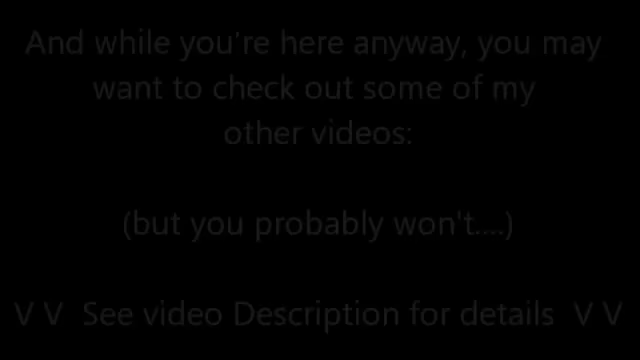 And while you're here anyway, you may
want to check out some of my
other videos:
(but you probably won't....)
V V  See video Description for details  V V